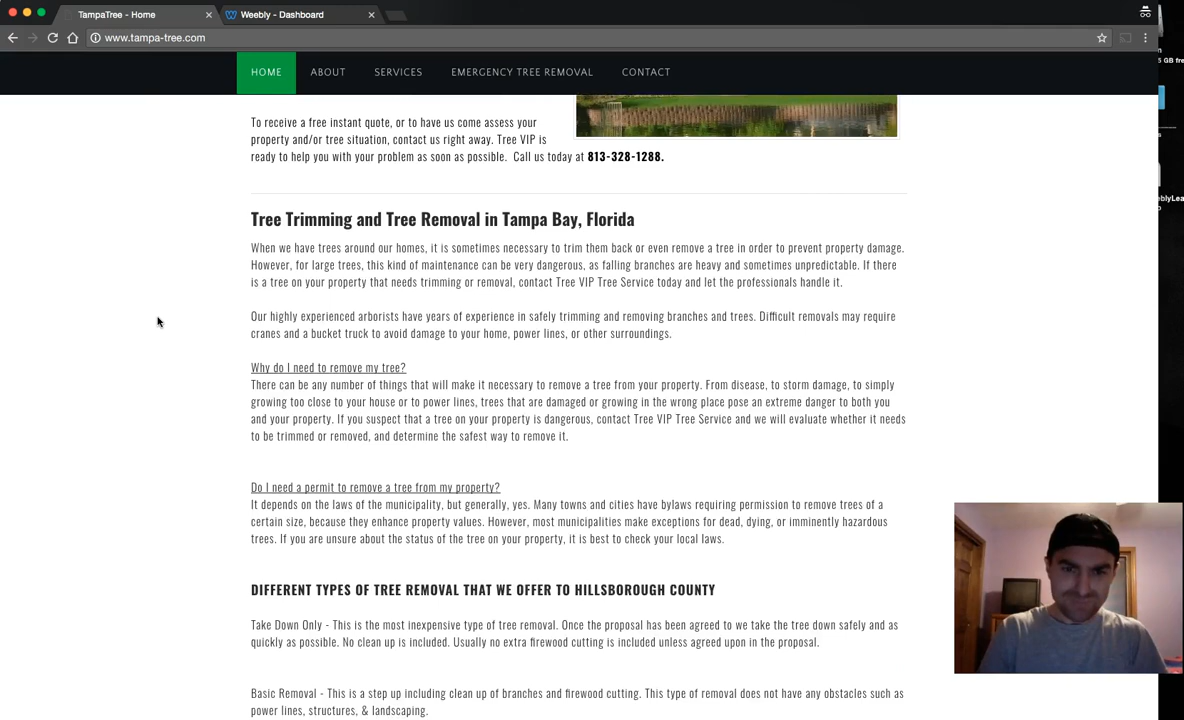 TampaTree - Home
Weebly - Dashboard
www.tampa-tree.com
5 GB fre
HOME ABOUT SERVICES EMERGENCY TREE REMOVAL CONTACT
To receive a free instant quote, or to have us come assess your
property and/or tree situation, contact us right away. Tree VIP is
ready to help you with your problem as soon as possible. Call us today at 813-328-1288.
eblyLea
Tree Trimming and Tree Removal in Tampa Bay, Florida
When we have trees around our homes, it is sometimes necessary to trim them back or even remove a tree in order to prevent property damage.
However, for large trees, this kind of maintenance can be very dangerous, as falling branches are heavy and sometimes unpredictable. If there
is a tree on your property that needs trimming or removal, contact Tree VIP Tree Service today and let the professionals handle it.
Our highly experienced arborists have years of experience in safely trimming and removing branches and trees. Difficult removals may require
cranes and a bucket truck to avoid damage to your home, power lines, or other surroundings.
Why do I need to remove my tree?
There can be any number of things that will make it necessary to remove a tree from your property. From disease, to storm damage, to simply
growing too close to your house or to power lines, trees that are damaged or growing in the wrong place pose an extreme danger to both you
and your property. If you suspect that a tree on your property is dangerous, contact Tree VIP Tree Service and we will evaluate whether it needs
to be trimmed or removed, and determine the safest way to remove it.
Do I need a permit to remove a tree from my property?
It depends on the laws of the municipality, but generally, yes. Many towns and cities have bylaws requiring permission to remove trees of a
certain size, because they enhance property values. However, most municipalities make exceptions for dead, dying, or imminently hazardous
trees. If you are unsure about the status of the tree on your property, it is best to check your local laws.
DIFFERENT TYPES OF TREE REMOVAL THAT WE OFFER TO HILLSBOROUGH COUNTY
Take Down Only - This is the most inexpensive type of tree removal. Once the proposal has been agreed to we take the tree down safely and as
quickly as possible. No clean up is included. Usually no extra firewood cutting is included unless agreed upon in the proposal.
Basic Removal - This is a step up including clean up of branches and firewood cutting. This type of removal does not have any obstacles such as
power lines, structures, & landscaping.